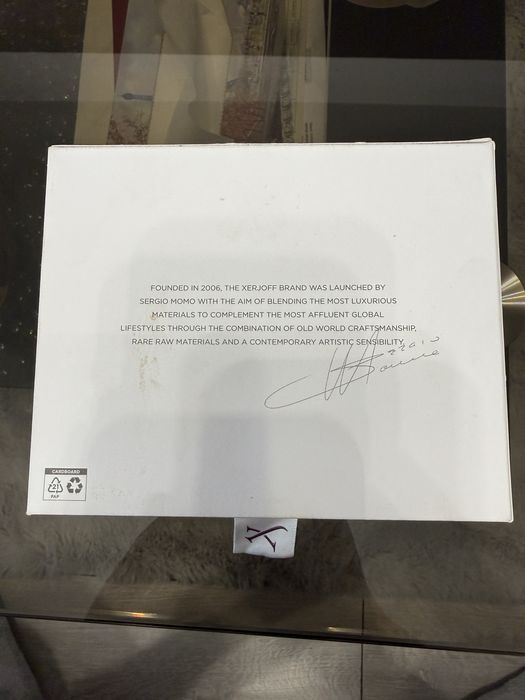 FOUNDED IN 2006, THE XERJOFF BRAND WAS LAUNCHED BY
SERGIO MOMO WITH THE AIM OF BLENDING THE MOST LUXURIOUS
MATERIALS TO COMPLEMENT THE MOST AFFLUENT GLOBAL
LIFESTYLES THROUGH THE COMBINATION OF OLD WORLD CRAFTSMANSHIP,
RARE RAW MATERIALS AND A CONTEMPORARY ARTISTIC SENSIBILITY.
CARDBOARD
21
PAP
X